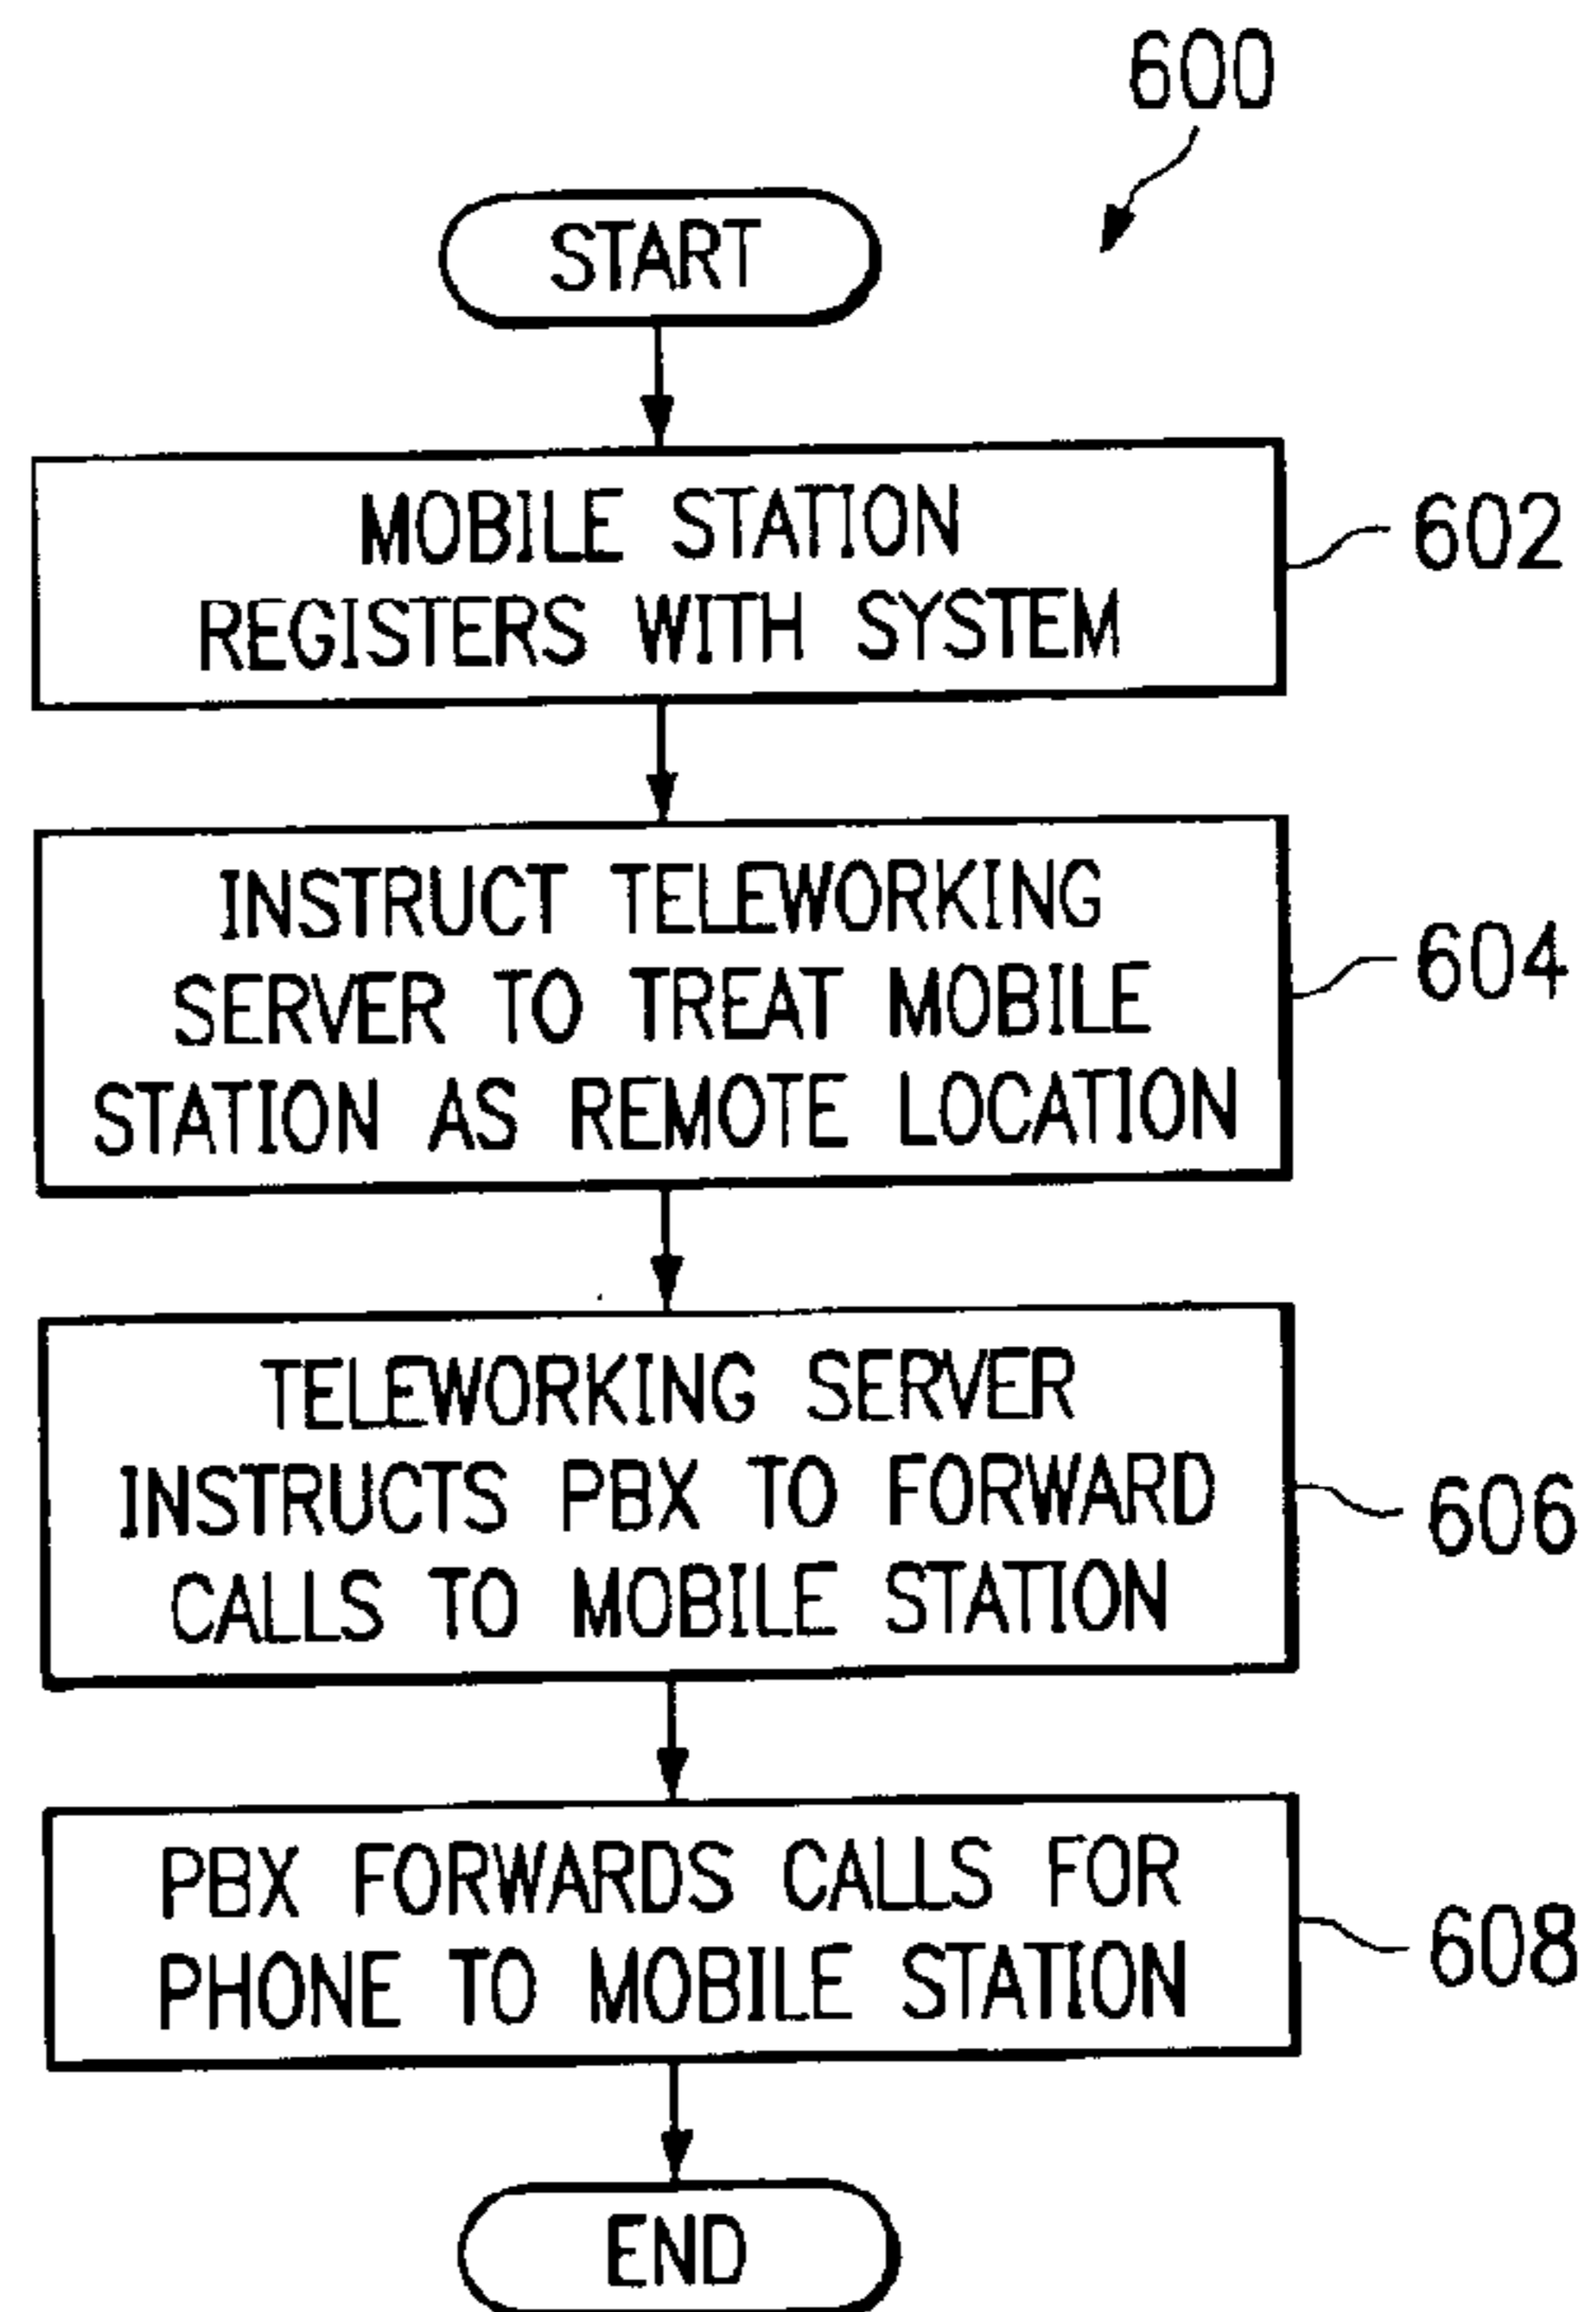 600
START
MOBILE STATION
REGISTERS WITH SYSTEM
602
INSTRUCT TELEWORKING
SERVER TO TREAT MOBILE
STATION AS REMOTE LOCATION
604
TELEWORKING SERVER
INSTRUCTS PBX TO FORWARD
CALLS TO MOBILE STATION
606
PBX FORWARDS CALLS FOR
PHONE TO MOBILE STATION
608
END